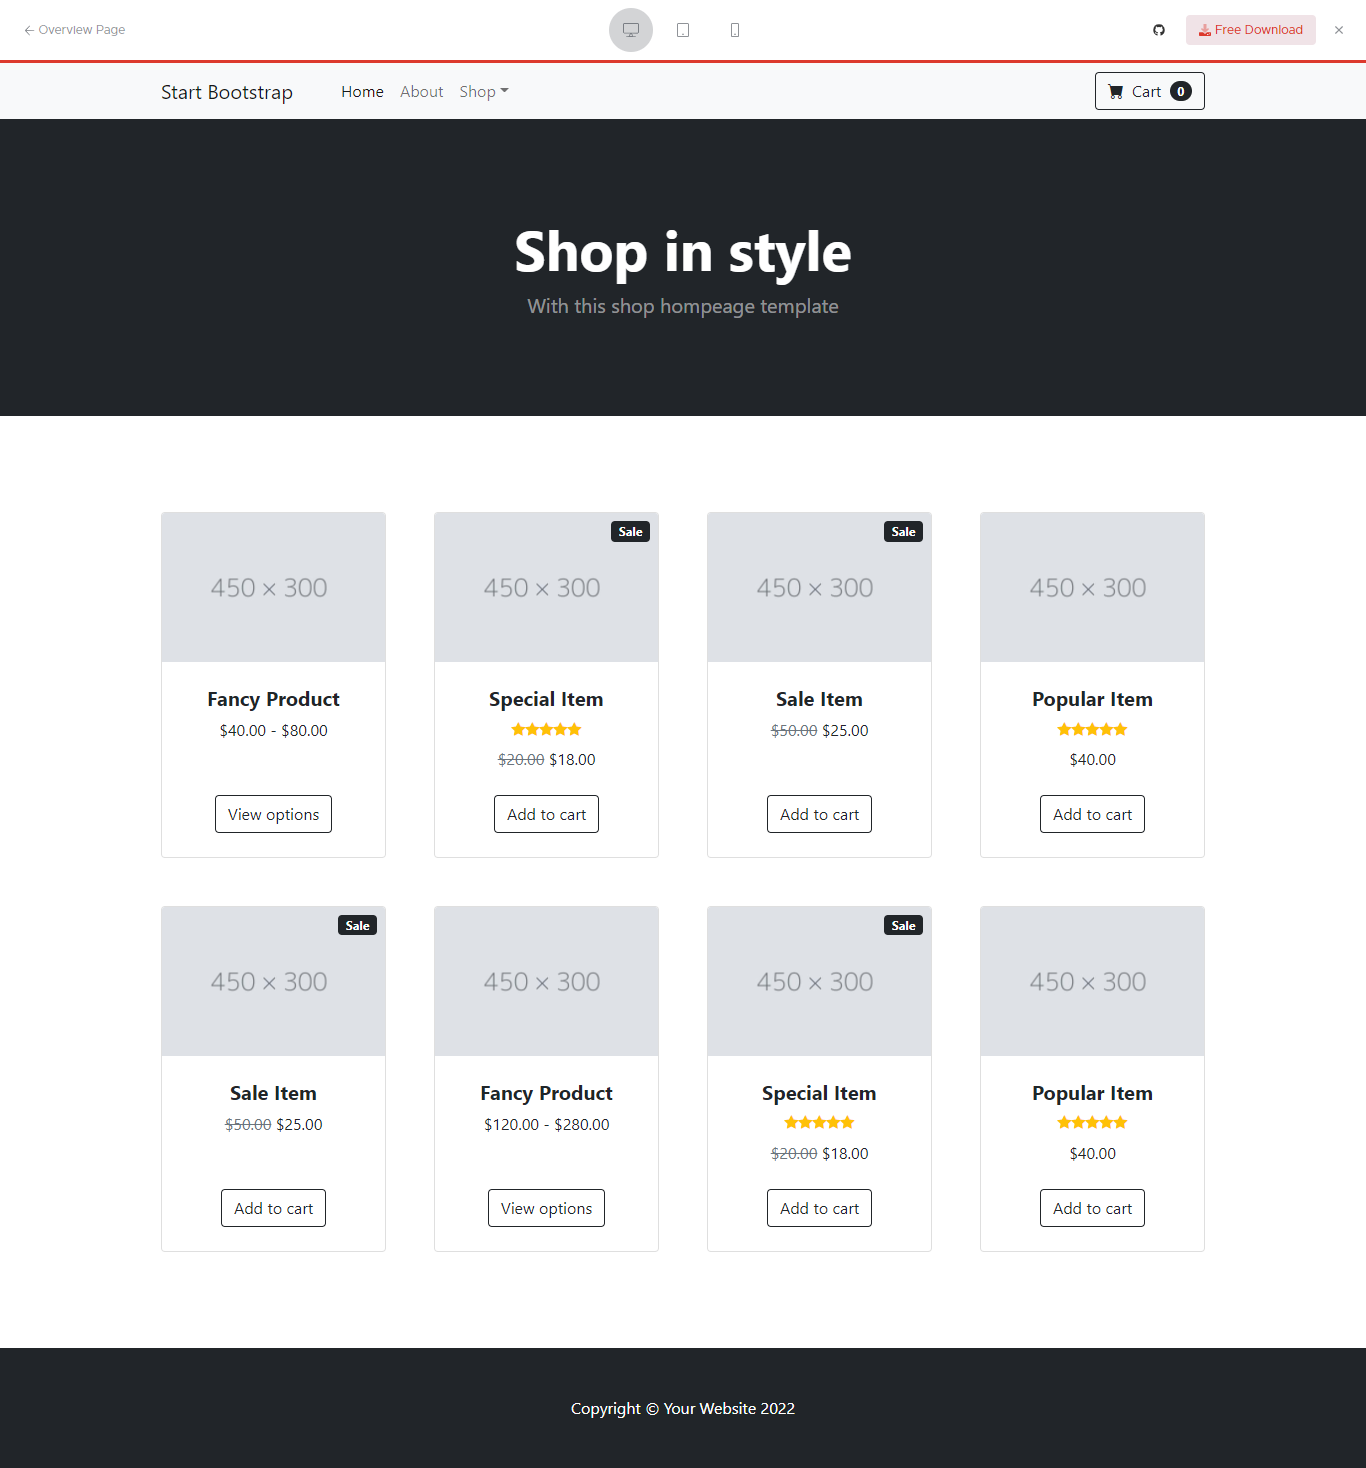 Overview Page
Free Download
Start Bootstrap Home About Shop Cart 0
Shop in style
With this shop hompeage template
450 × 300 Sale 450 × 300 Sale 450 × 300 450 × 300
Fancy Product Special Item Sale Item Popular Item
$40.00 - $80.00 $50.00 $25.00
$20.00 $18.00 $40.00
View options Add to cart Add to cart Add to cart
Sale Sale
450 × 300 450 × 300 450 × 300 450 × 300
Sale Item Fancy Product Special Item Popular Item
$50.00 $25.00 $120.00 - $280.00
$20.00 $18.00 $40.00
Add to cart View options Add to cart Add to cart
Copyright © Your Website 2022